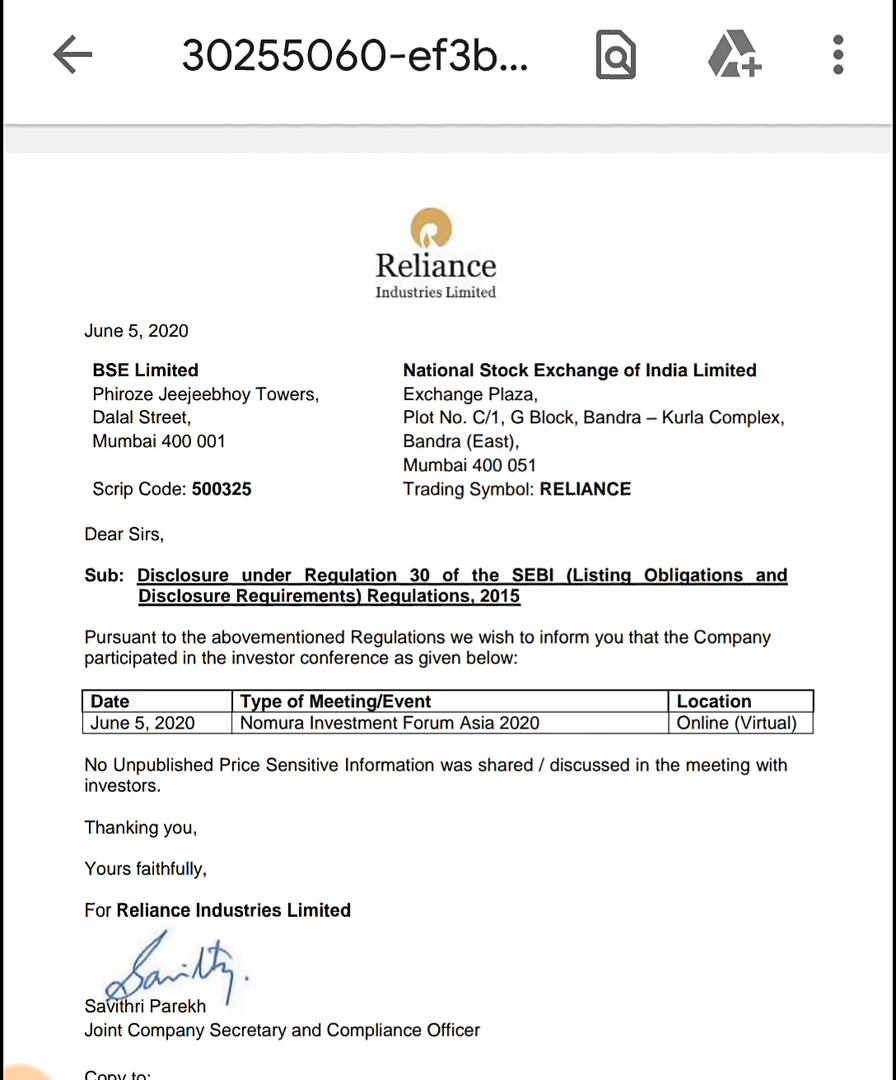 30255060-ef3b...
Reliance
Industries Limited
June 5, 2020
BSE Limited
Phiroze Jeejeebhoy Towers,
Dalal Street,
Mumbai 400 001
Scrip Code: 500325
National Stock Exchange of India Limited
Exchange Plaza,
Plot No. C/1, G Block, Bandra – Kurla Complex,
Bandra (East),
Mumbai 400 051
Trading Symbol: RELIANCE
Dear Sirs,
Sub: Disclosure under Regulation 30 of the SEBI (Listing Obligations and
Disclosure Requirements) Regulations, 2015
Pursuant to the abovementioned Regulations we wish to inform you that the Company
participated in the investor conference as given below:
Date Type of Meeting/Event Location
June 5, 2020 Nomura Investment Forum Asia 2020 Online (Virtual)
No Unpublished Price Sensitive Information was shared / discussed in the meeting with
investors.
Thanking you,
Yours faithfully,
For Reliance Industries Limited
Savithri Parekh
Joint Company Secretary and Compliance Officer
Copy to: